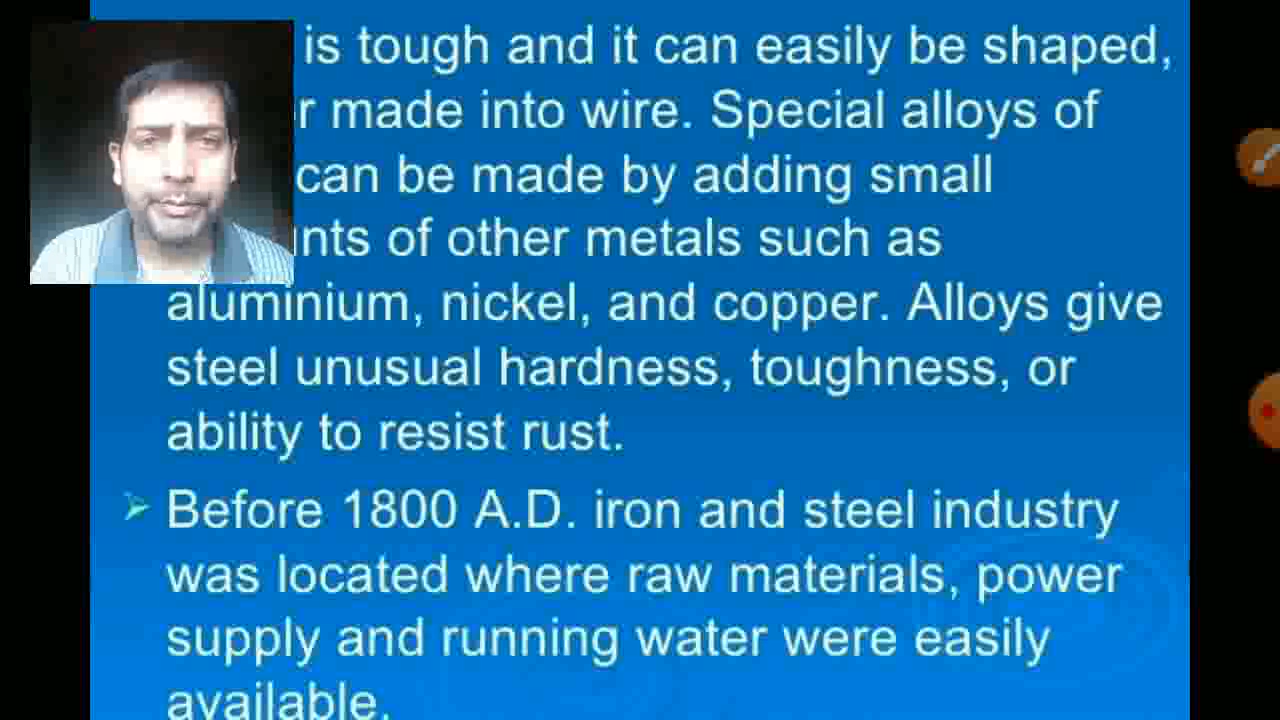 is tough and it can easily be shaped,
r made into wire. Special alloys of
can be made by adding small
nts of other metals such as
aluminium, nickel, and copper. Alloys give
steel unusual hardness, toughness, or
ability to resist rust.
➢ Before 1800 A.D. iron and steel industry
was located where raw materials, power
supply and running water were easily
available.